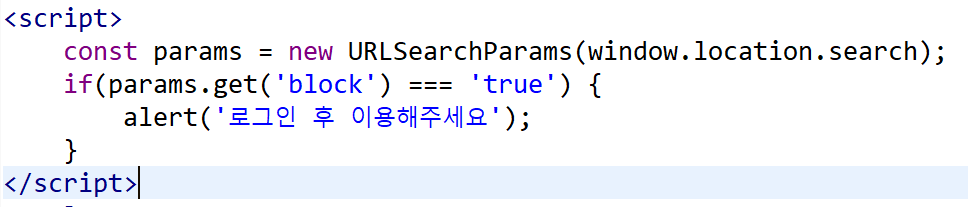 <script>
    const params = new URLSearchParams(window.location.search);
    if(params.get('block') === 'true') {
        alert('로그인 후 이용해주세요');
    }
</script>